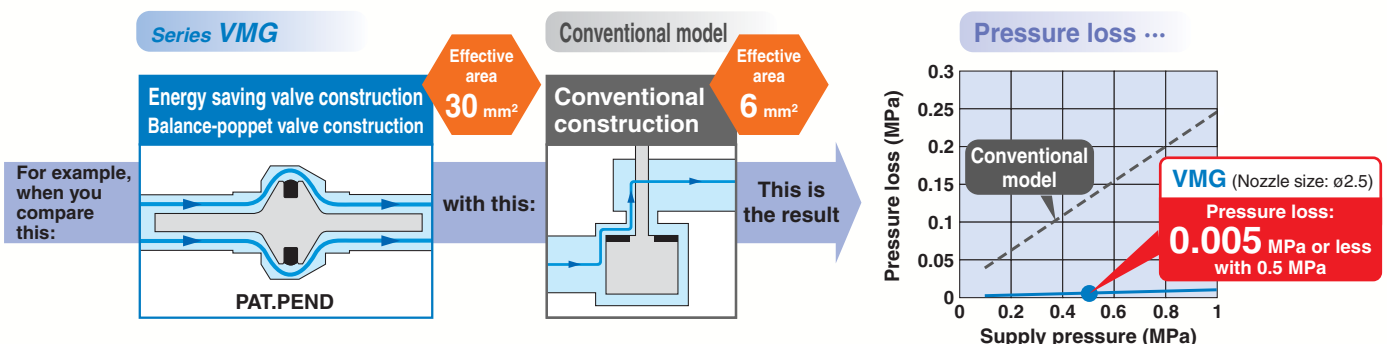 Series VMG
Energy saving valve construction
Balance-poppet valve construction
Effective
area
30 mm²
For example,
when you
compare
this:
PAT.PEND
with this:
Conventional model
Conventional
construction
Effective
area
6 mm²
This is
the result
Pressure loss ···
Pressure loss (MPa)
0.3
0.25
0.2
0.15
0.1
0.05
0
Conventional
model
VMG (Nozzle size: ø2.5)
Pressure loss:
0.005 MPa or less
with 0.5 MPa
0 0.2 0.4 0.6 0.8 1
Supply pressure (MPa)